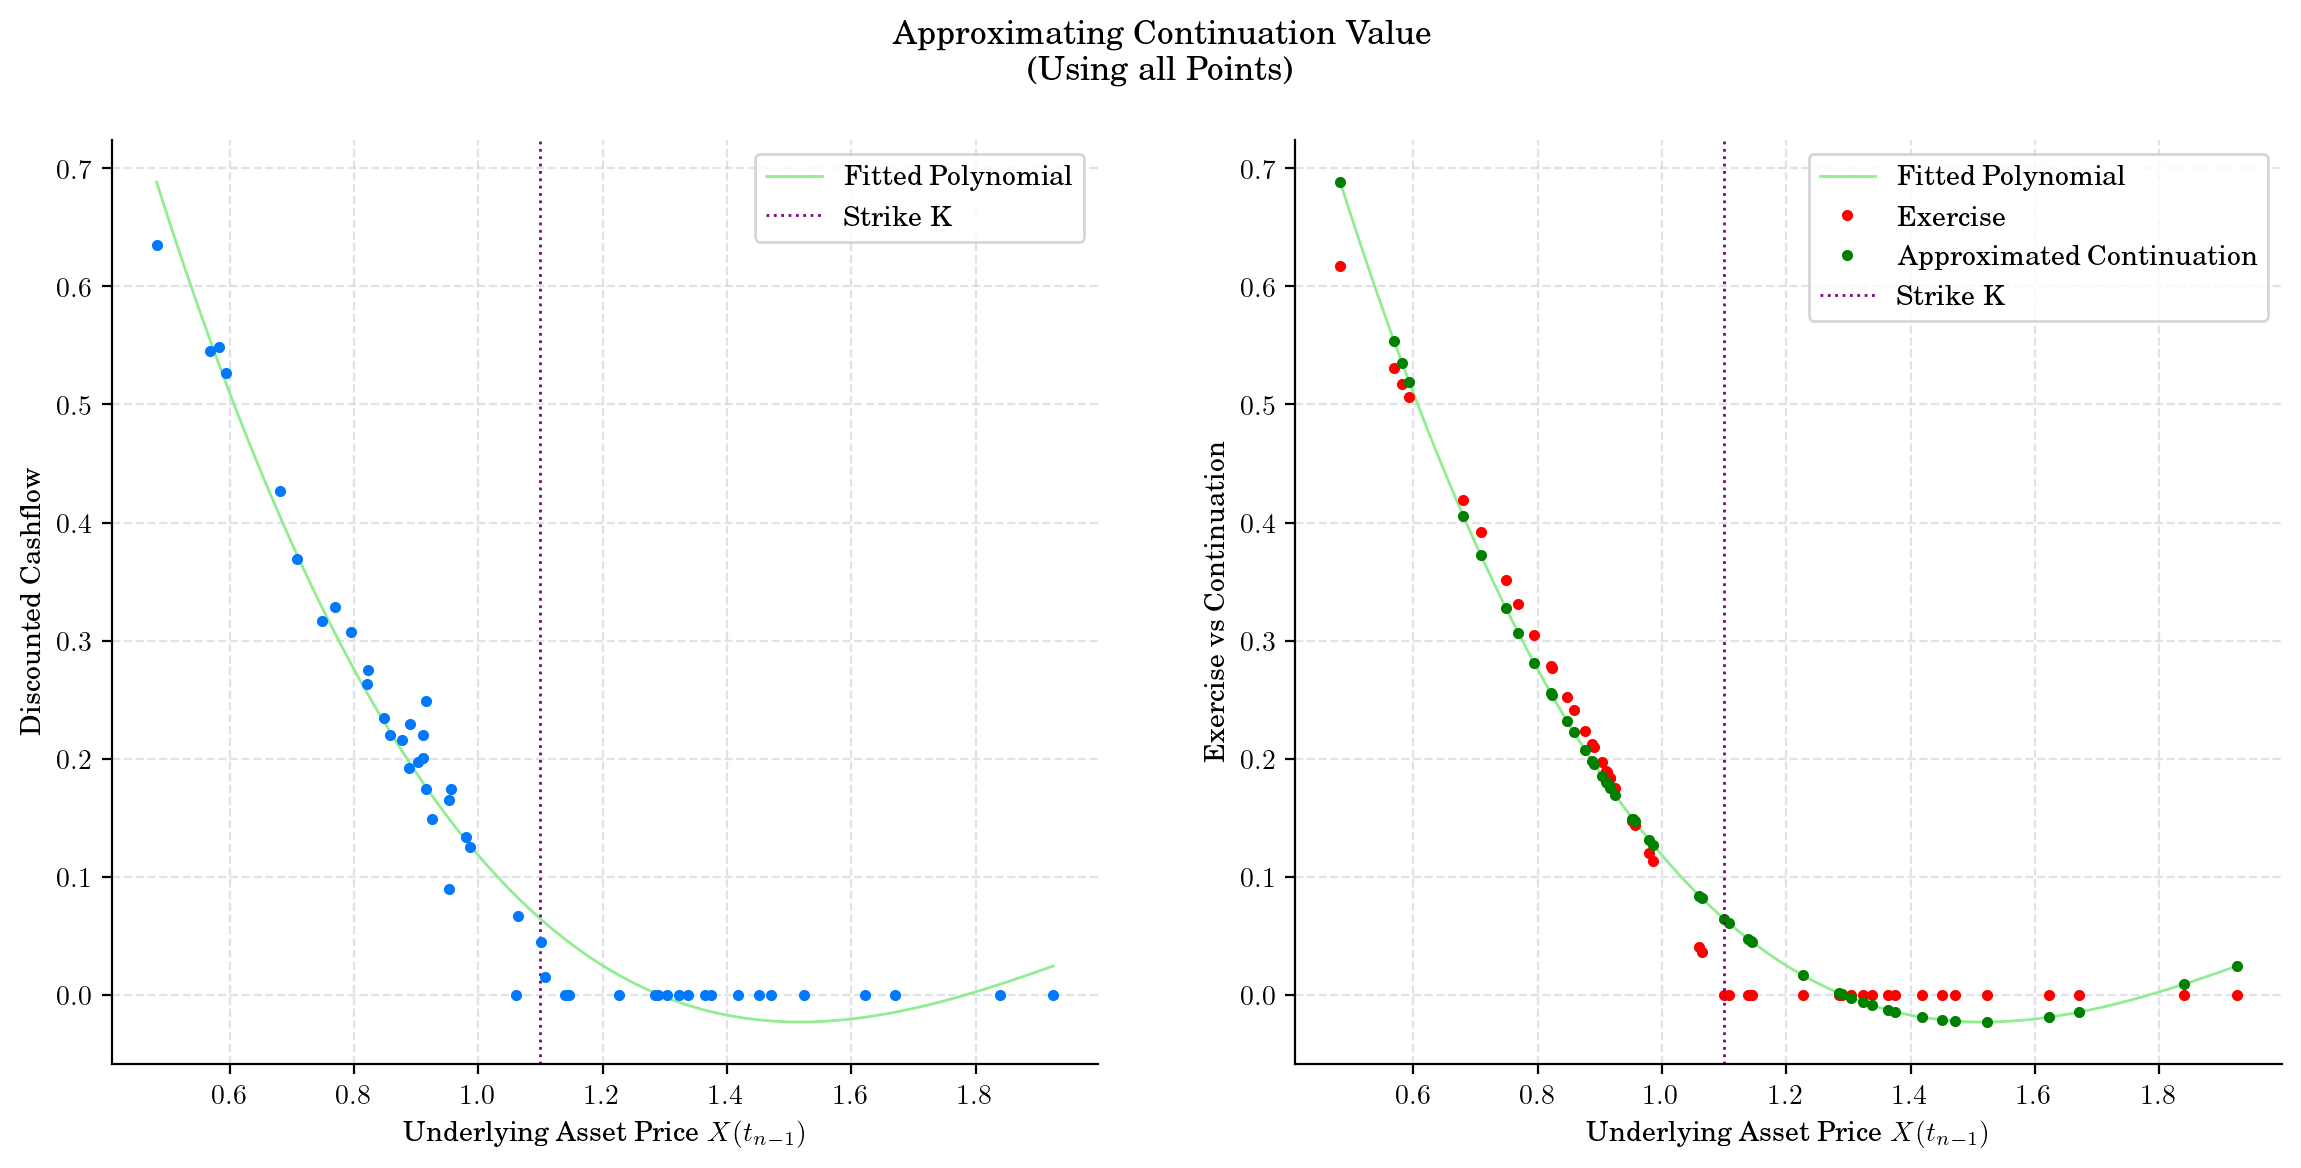 Approximating Continuation Value
(Using all Points)
0.7
0.6
0.5
0.4
0.3
0.2
0.1
0.0
Discounted Cashflow
Fitted Polynomial
Strike K
0.6 0.8 1.0 1.2 1.4 1.6 1.8
Underlying Asset Price X(t_{n−1})
0.7
0.6
0.5
0.4
0.3
0.2
0.1
0.0
Exercise vs Continuation
Fitted Polynomial
Exercise
Approximated Continuation
Strike K
0.6 0.8 1.0 1.2 1.4 1.6 1.8
Underlying Asset Price X(t_{n−1})